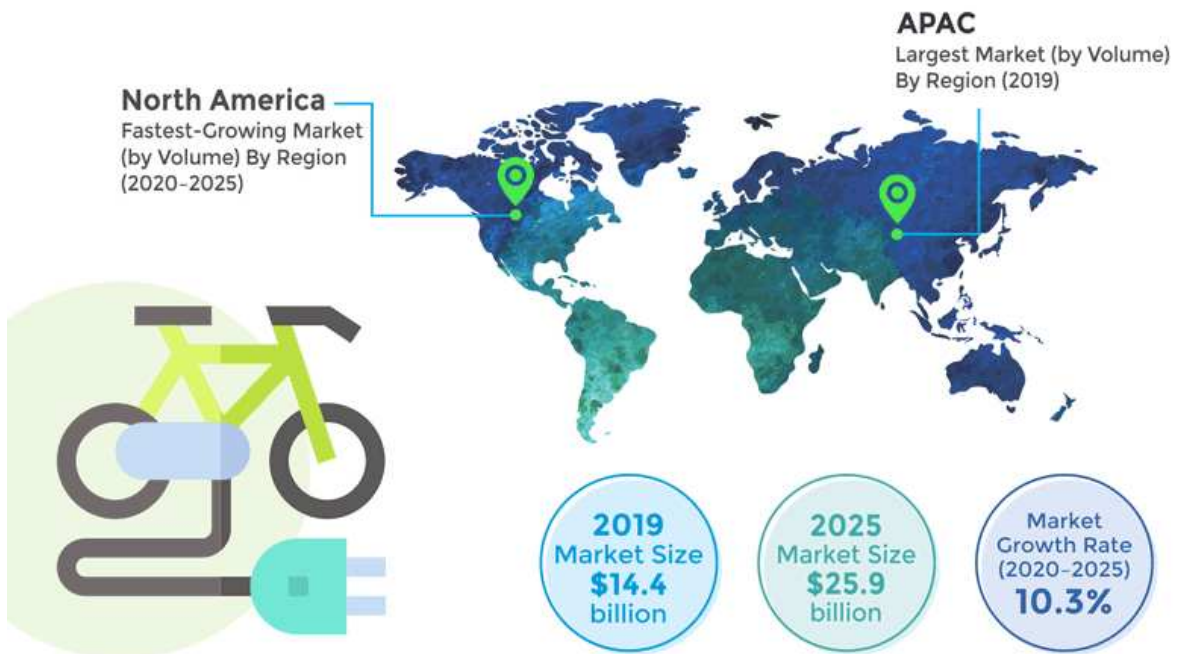 APAC
Largest Market (by Volume)
By Region (2019)
North America
Fastest-Growing Market
(by Volume) By Region
(2020-2025)
2019
Market Size
$14.4
billion
2025
Market Size
$25.9
billion
Market
Growth Rate
(2020-2025)
10.3%